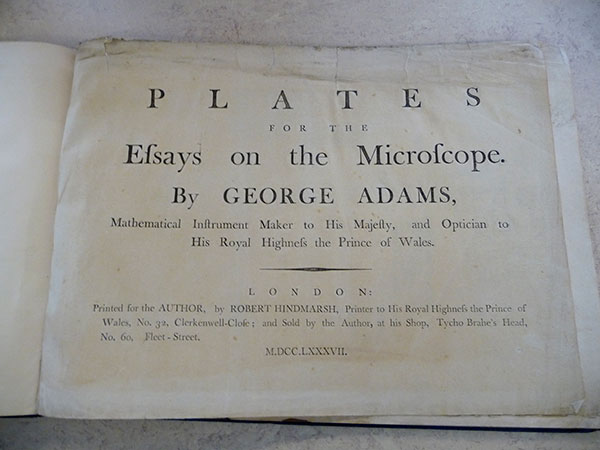 PLATES
FOR THE
Eſſays on the Microſcope.
By GEORGE ADAMS,
Mathematical Inſtrument Maker to His Majeſty, and Optician to
His Royal Highneſs the Prince of Wales.
LONDON:
Printed for the AUTHOR, by ROBERT HINDMARSH, Printer to His Royal Highneſs the Prince of
Wales, No. 32, Clerkenwell-Cloſe; and Sold by the Author, at his Shop, Tycho Brahe's Head,
No. 60, Fleet-Street.
M.DCC.LXXXVII.